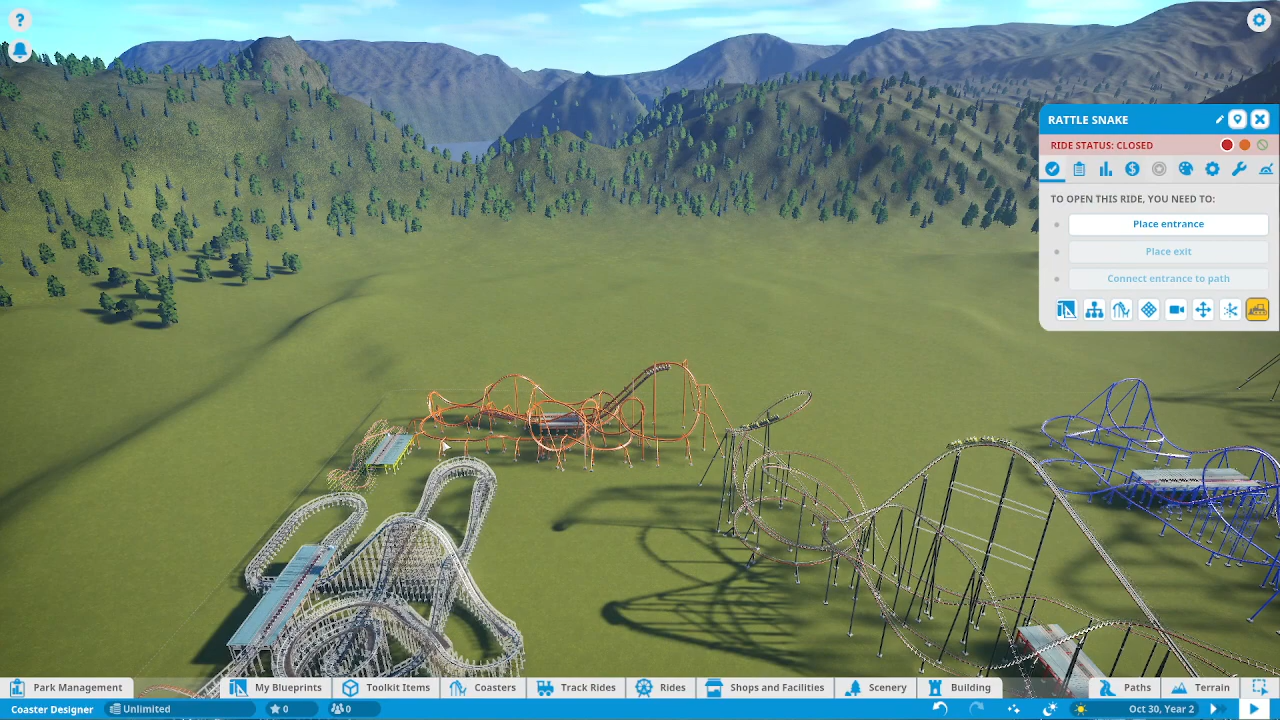 ?
RATTLE SNAKE
RIDE STATUS: CLOSED
TO OPEN THIS RIDE, YOU NEED TO:
Place entrance
Place exit
Connect entrance to path
Park Management
My Blueprints
Toolkit Items
Coasters
Track Rides
Rides
Shops and Facilities
Scenery
Building
Paths
Terrain
Coaster Designer
Unlimited
0
0
Oct 30, Year 2